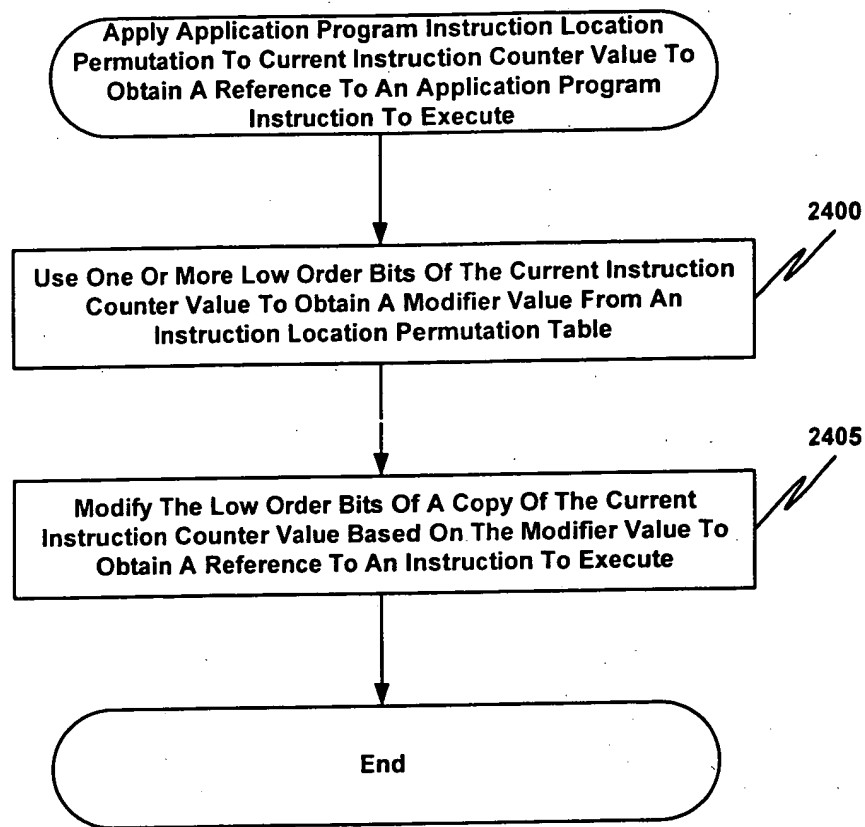 Apply Application Program Instruction Location
Permutation To Current Instruction Counter Value To
Obtain A Reference To An Application Program
Instruction To Execute
2400
Use One Or More Low Order Bits Of The Current Instruction
Counter Value To Obtain A Modifier Value From An
Instruction Location Permutation Table
2405
Modify The Low Order Bits Of A Copy Of The Current
Instruction Counter Value Based On The Modifier Value To
Obtain A Reference To An Instruction To Execute
End